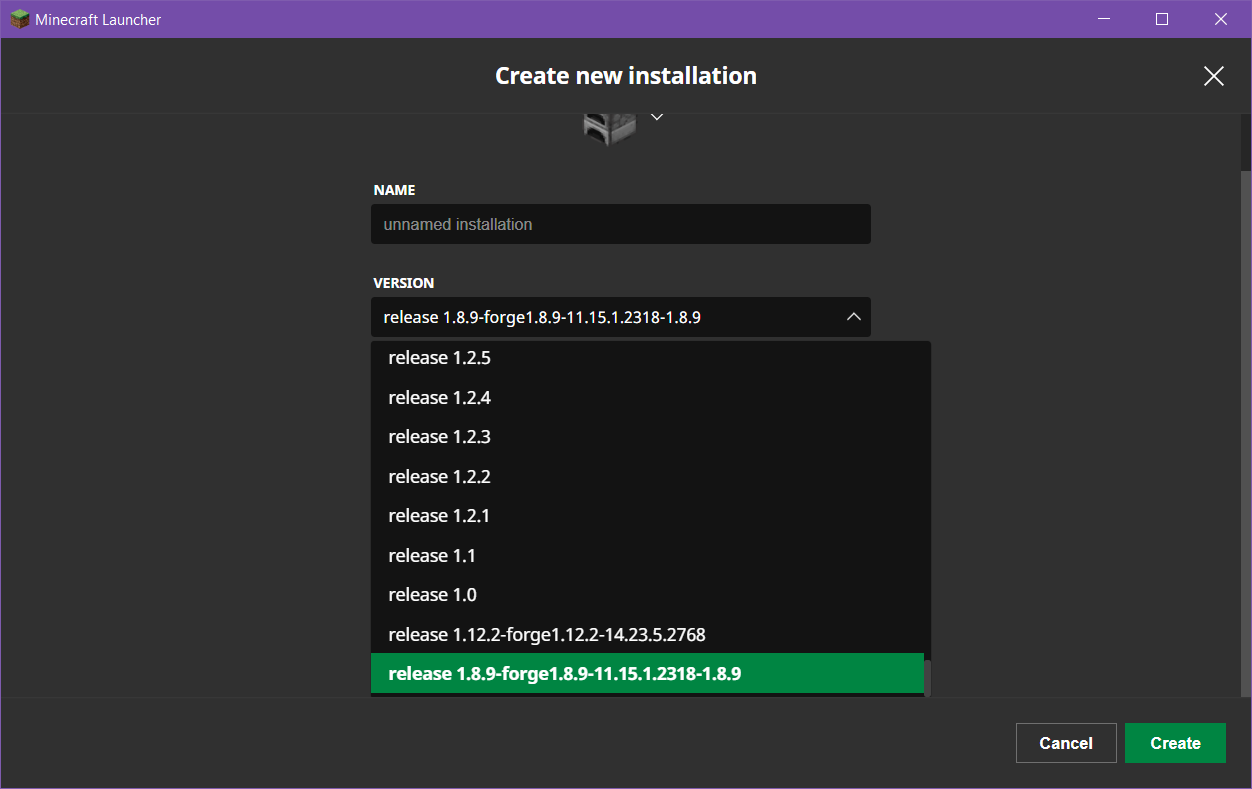 Minecraft Launcher
Create new installation
NAME
unnamed installation
VERSION
release 1.8.9-forge1.8.9-11.15.1.2318-1.8.9
release 1.2.5
release 1.2.4
release 1.2.3
release 1.2.2
release 1.2.1
release 1.1
release 1.0
release 1.12.2-forge1.12.2-14.23.5.2768
release 1.8.9-forge1.8.9-11.15.1.2318-1.8.9
Cancel
Create